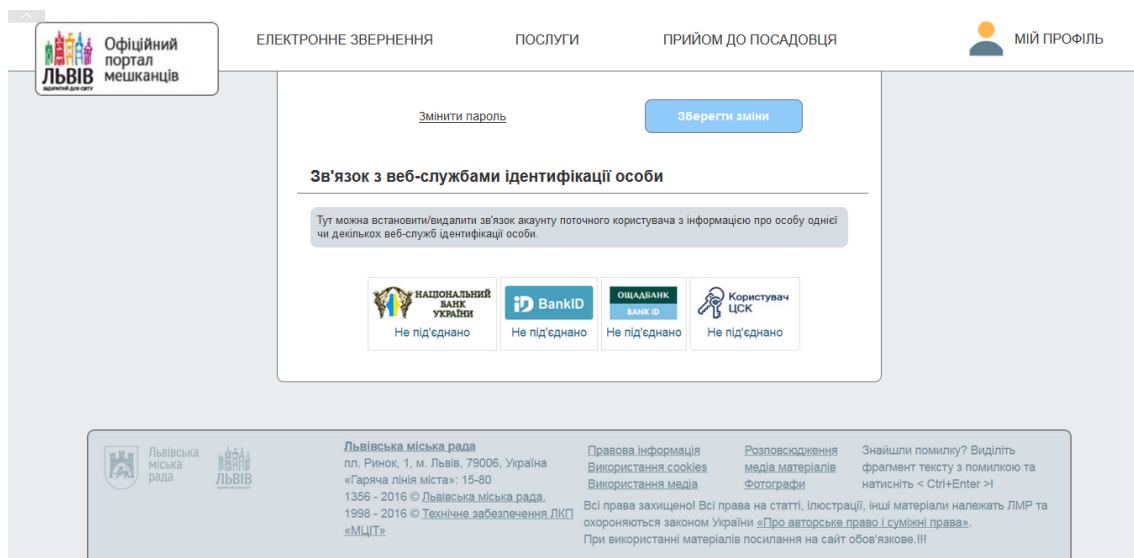 Офіційний
портал
мешканців
ЛЬВІВ
ЕЛЕКТРОННЕ ЗВЕРНЕННЯ
ПОСЛУГИ
ПРИЙОМ ДО ПОСАДОВЦЯ
МІЙ ПРОФІЛЬ
Змінити пароль
Зберегти зміни
Зв'язок з веб-службами ідентифікації особи
Тут можна встановити/видалити зв'язок акаунту поточного користувача з інформацією про особу однієї
чи декількох веб-служб ідентифікації особи.
НАЦІОНАЛЬНИЙ
БАНК
УКРАЇНИ
Не під'єднано
iD BankID
Не під'єднано
ОЩАДБАНК
BANK ID
Не під'єднано
Користувач
ЦСК
Не під'єднано
Львівська
міська
рада
ЛЬВІВ
Львівська міська рада
пл. Ринок, 1, м. Львів, 79006, Україна
«Гаряча лінія міста»: 15-80
1356 - 2016 © Львівська міська рада.
1998 - 2016 © Технічне забезпечення ЛКП
«МЦІТ»
Правова інформація
Використання cookies
Використання медіа
Розповсюдження
медіа матеріалів
Фотографи
Знайшли помилку? Виділіть
фрагмент тексту з помилкою та
натисніть < Ctrl+Enter >!
Всі права захищено! Всі права на статті, ілюстрації, інші матеріали належать ЛМР та
охороняються законом України «Про авторське право і суміжні права».
При використанні матеріалів посилання на сайт обов'язкове.!!!